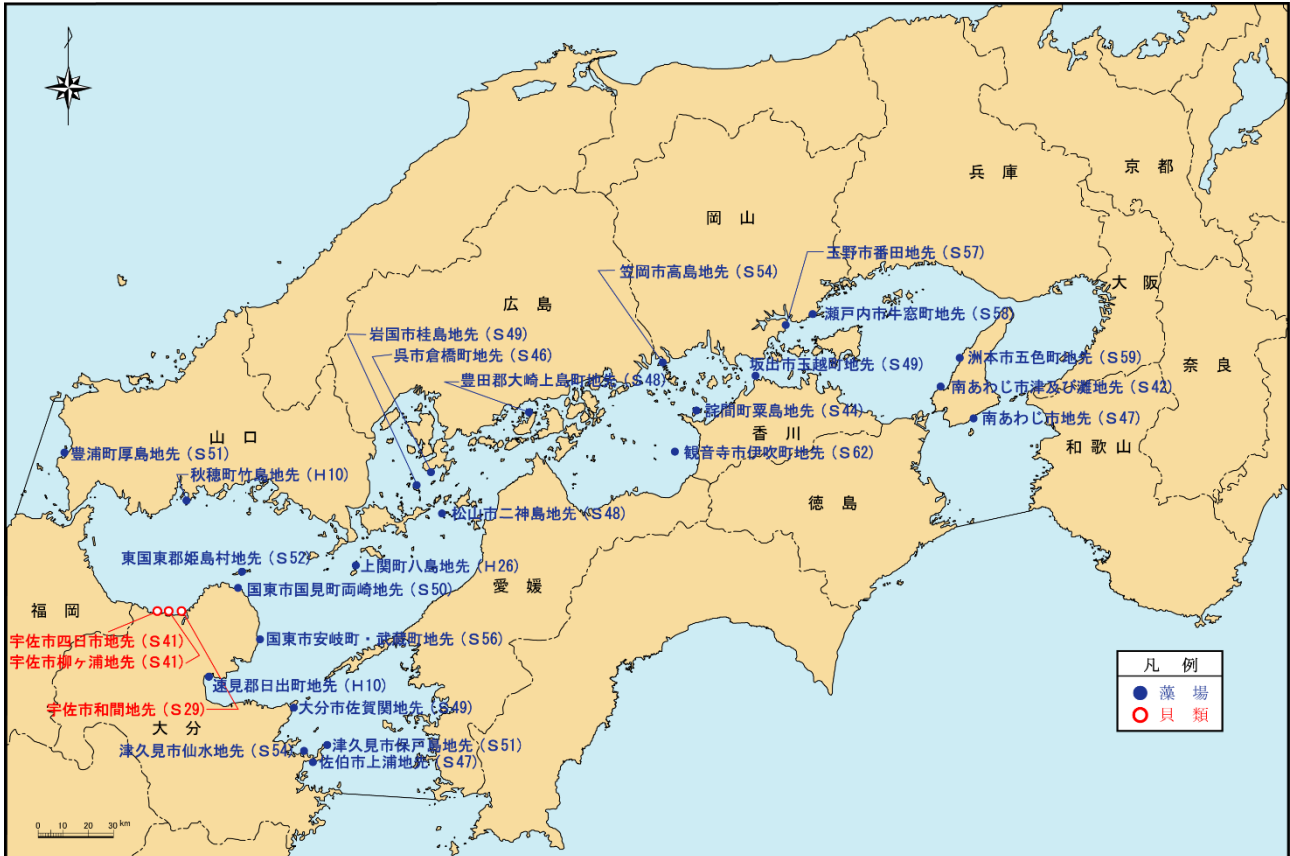 兵 庫
京 都
岡 山
玉野市番田地先（S57）
笠岡市高島地先（S54）
大 阪
広 島
瀬戸内市牛窓町地先（S58）
岩国市桂島地先（S49）
呉市倉橋町地先（S46）
洲本市五色町地先（S59）
坂出市玉越町地先（S49）
奈 良
豊田郡大崎上島町地先（S48）
南あわじ市津及び灘地先（S42）
詫間町粟島地先（S44）
南あわじ市地先（S47）
香 川
山 口
和 歌 山
豊浦町厚島地先（S51）
観音寺市伊吹町地先（S62）
秋穂町竹島地先（H10）
徳 島
松山市二神島地先（S48）
東国東郡姫島村地先（S52）
上関町八島地先（H26）
愛 媛
国東市国見町両崎地先（S50）
福 岡
宇佐市四日市地先（S41）
国東市安岐町・武蔵町地先（S56）
宇佐市柳ヶ浦地先（S41）
凡 例
速見郡日出町地先（H10）
藻 場
宇佐市和間地先（S29）
大分市佐賀関地先（S49）
貝 類
大 分
津久見市保戸島地先（S51）
津久見市仙水地先（S54）
佐伯市上浦地先（S47）
0 10 20 30 km